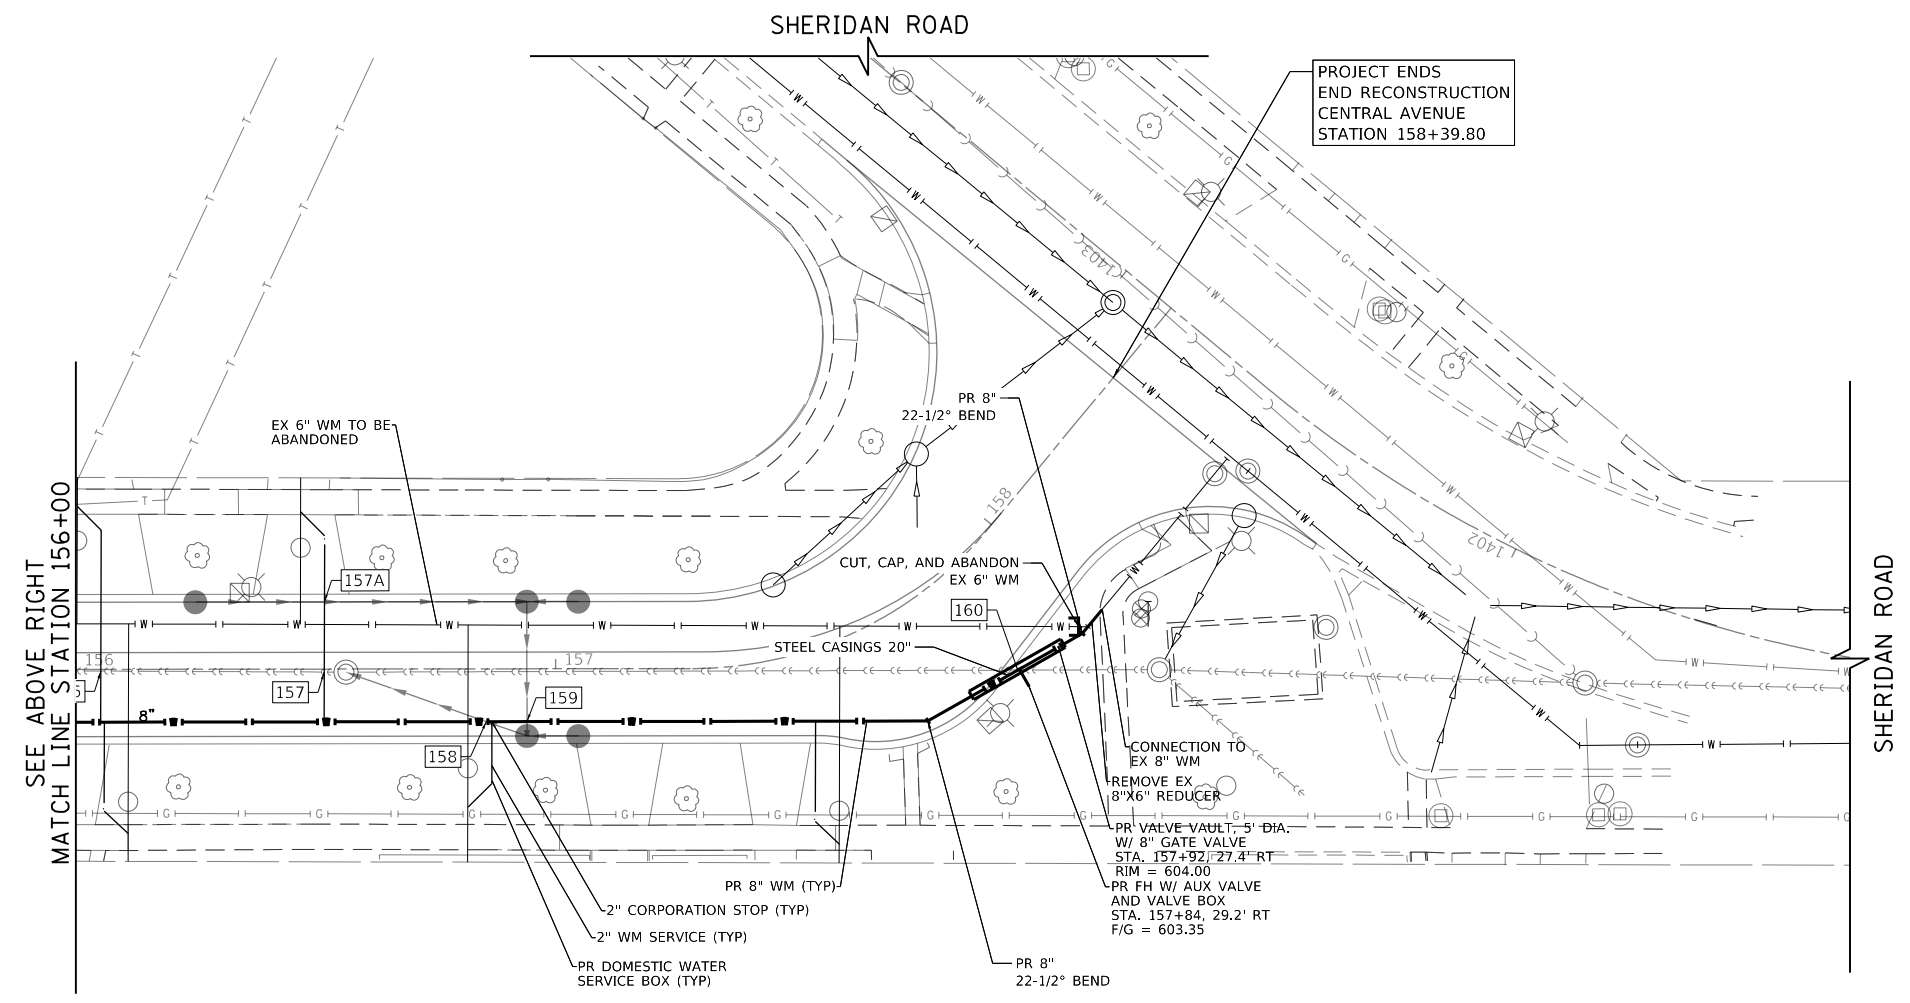 SHERIDAN ROAD
PROJECT ENDS
END RECONSTRUCTION
CENTRAL AVENUE
STATION 158+39.80
1403
PR 8"
22-1/2° BEND
EX 6" WM TO BE
ABANDONED
158
1402
157A
CUT, CAP, AND ABANDON
EX 6" WM
160
STEEL CASINGS 20"
156
157
157
159
8"
158
SEE ABOVE RIGHT
MATCH LINE STATION 156+00
SHERIDAN ROAD
CONNECTION TO
EX 8" WM
REMOVE EX
8"X6" REDUCER
PR VALVE VAULT, 5' DIA.
W/ 8" GATE VALVE
STA. 157+92, 27.4' RT
RIM = 604.00
PR FH W/ AUX VALVE
AND VALVE BOX
STA. 157+84, 29.2' RT
F/G = 603.35
PR 8" WM (TYP)
2" CORPORATION STOP (TYP)
2" WM SERVICE (TYP)
PR DOMESTIC WATER
SERVICE BOX (TYP)
PR 8"
22-1/2° BEND